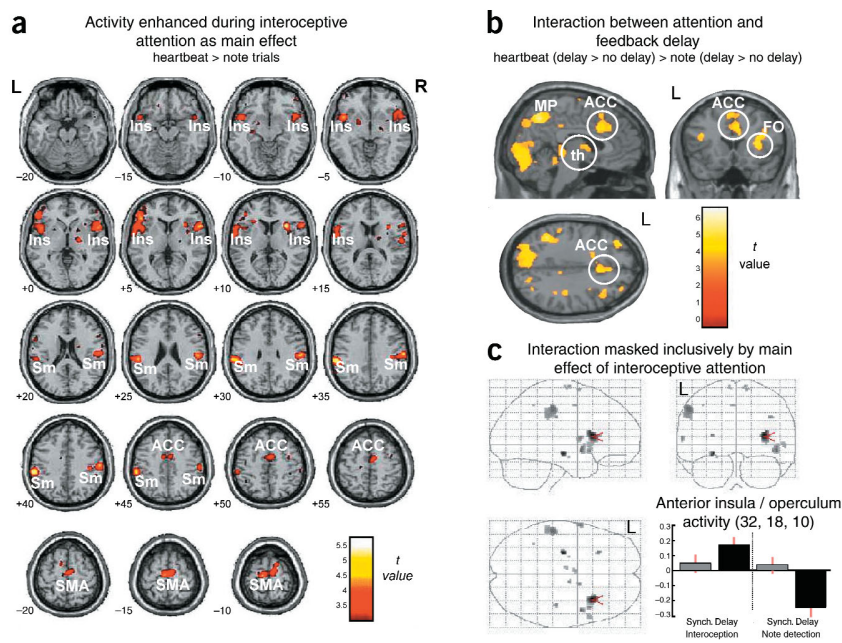 a
Activity enhanced during interoceptive
attention as main effect
heartbeat > note trials
L
R
Ins
Ins
Ins
Ins
Ins
Ins
−20
−15
−10
−5
Ins
Ins
Ins
Ins
Ins
Ins
Ins
Ins
+0
+5
+10
+15
Sm
Sm
Sm
Sm
Sm
Sm
Sm
Sm
+20
+25
+30
+35
Sm
Sm
ACC
Sm
ACC
ACC
+40
+45
+50
+55
SMA
SMA
SMA
−20
−15
−10
5.5
5
4.5
4
3.5
t
value
b
Interaction between attention and
feedback delay
heartbeat (delay > no delay) > note (delay > no delay)
MP
ACC
th
L
ACC
FO
L
ACC
6
5
4
3
2
1
0
t
value
c
Interaction masked inclusively by main
effect of interoceptive attention
L
L
Anterior insula / operculum
activity (32, 18, 10)
0.3
0.2
0.1
0
−0.1
−0.2
−0.3
Synch. Delay Synch. Delay
Interoception Note detection